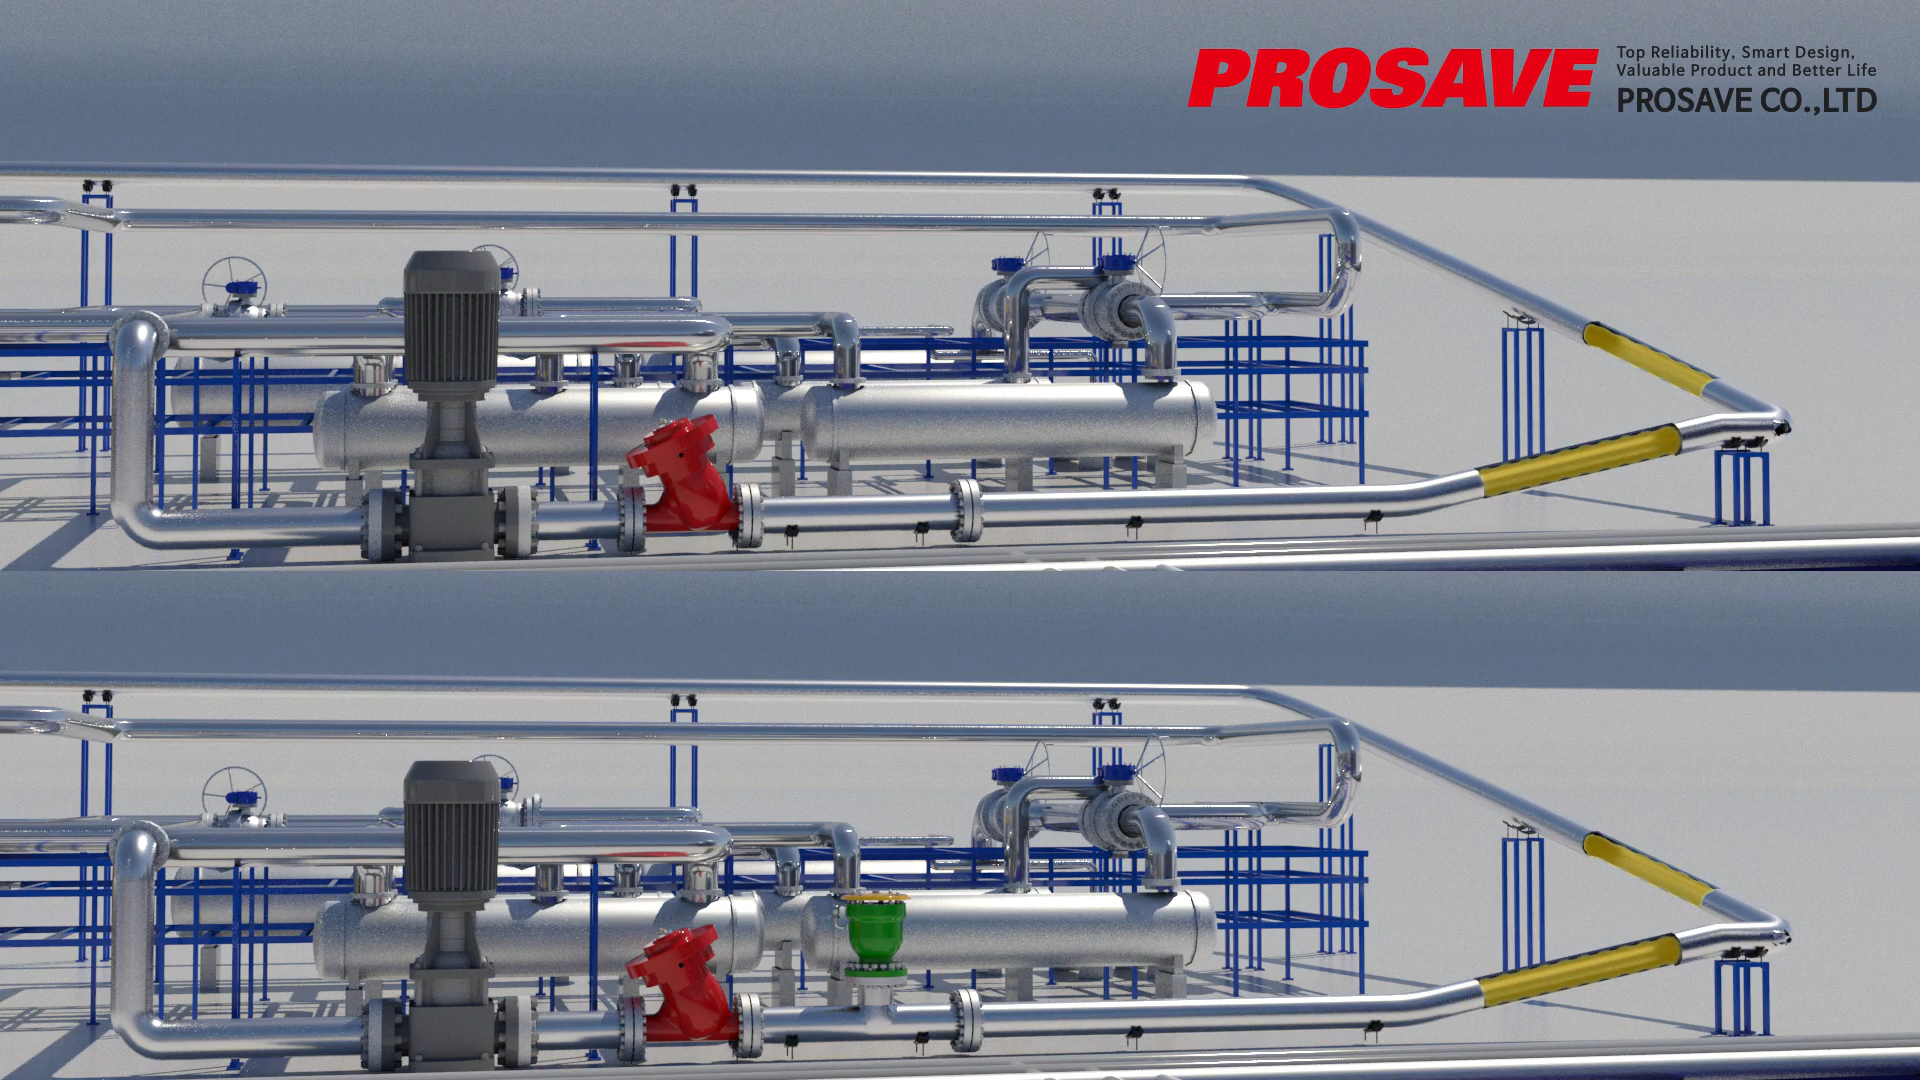 PROSAVE
Top Reliability, Smart Design,
Valuable Product and Better Life
PROSAVE CO.,LTD